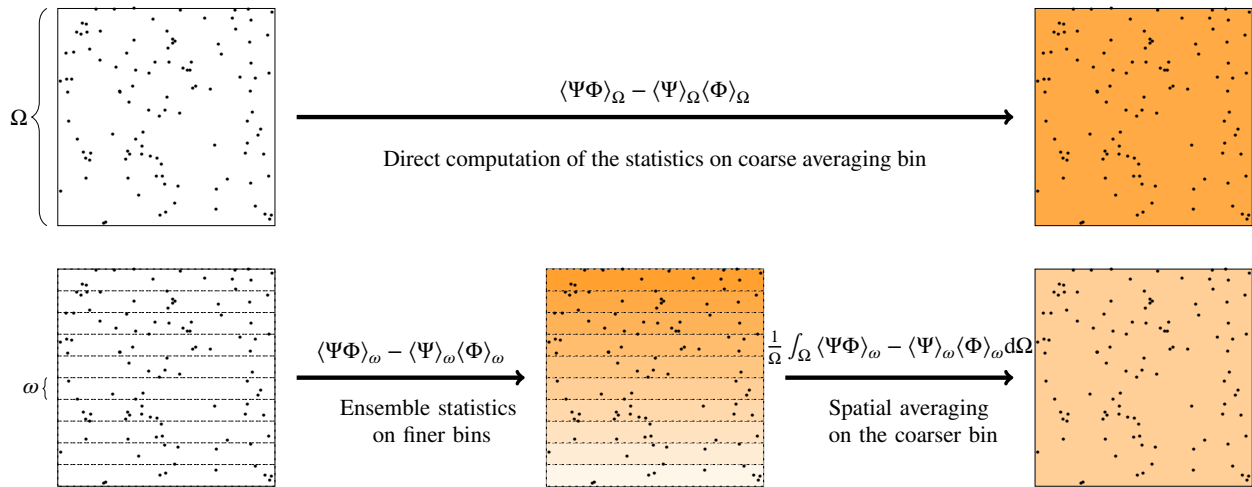 Ω
⟨ΨΦ⟩_Ω − ⟨Ψ⟩_Ω⟨Φ⟩_Ω
Direct computation of the statistics on coarse averaging bin
ω
⟨ΨΦ⟩_ω − ⟨Ψ⟩_ω⟨Φ⟩_ω
Ensemble statistics
on finer bins
1/Ω ∫_Ω ⟨ΨΦ⟩_ω − ⟨Ψ⟩_ω⟨Φ⟩_ω dΩ
Spatial averaging
on the coarser bin